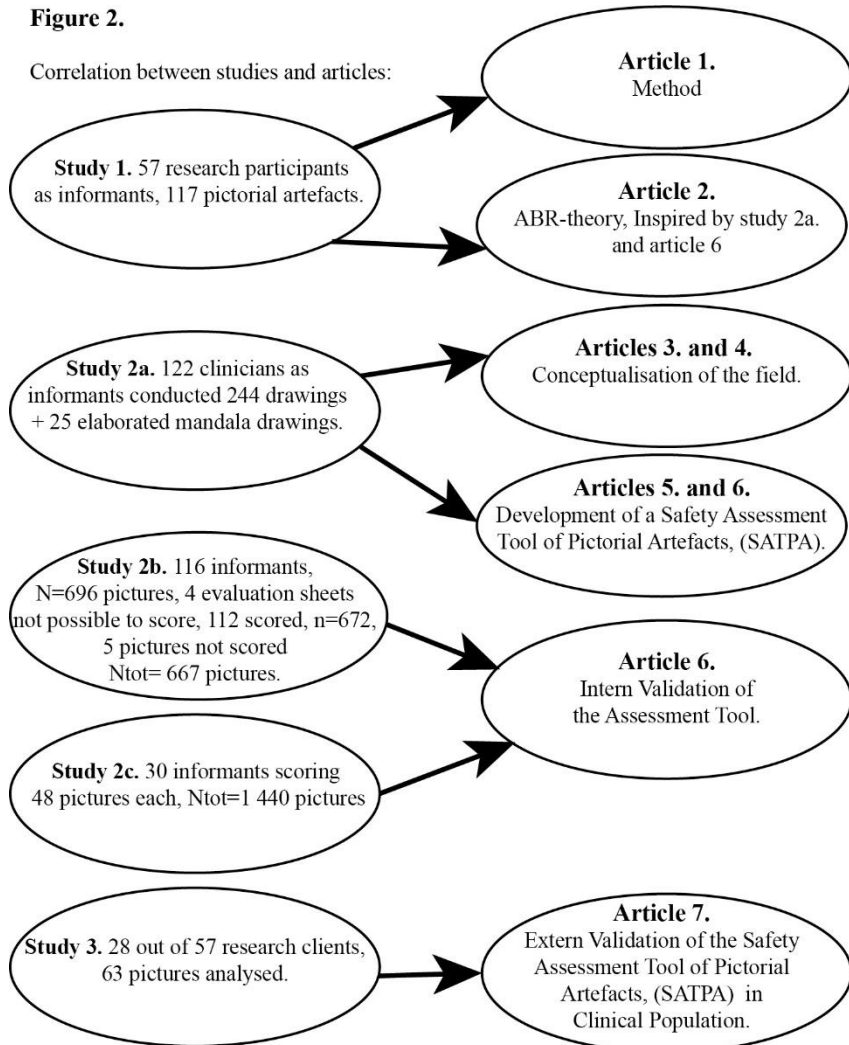 Figure 2.
Correlation between studies and articles:
Article 1.
Method
Study 1. 57 research participants
as informants, 117 pictorial artefacts.
Article 2.
ABR-theory, Inspired by study 2a.
and article 6
Study 2a. 122 clinicians as
informants conducted 244 drawings
+ 25 elaborated mandala drawings.
Articles 3. and 4.
Conceptualisation of the field.
Articles 5. and 6.
Development of a Safety Assessment
Tool of Pictorial Artefacts, (SATPA).
Study 2b. 116 informants,
N=696 pictures, 4 evaluation sheets
not possible to score, 112 scored, n=672,
5 pictures not scored
Ntot= 667 pictures.
Article 6.
Intern Validation of
the Assessment Tool.
Study 2c. 30 informants scoring
48 pictures each, Ntot=1 440 pictures
Study 3. 28 out of 57 research clients,
63 pictures analysed.
Article 7.
Extern Validation of the Safety
Assessment Tool of Pictorial
Artefacts, (SATPA) in
Clinical Population.